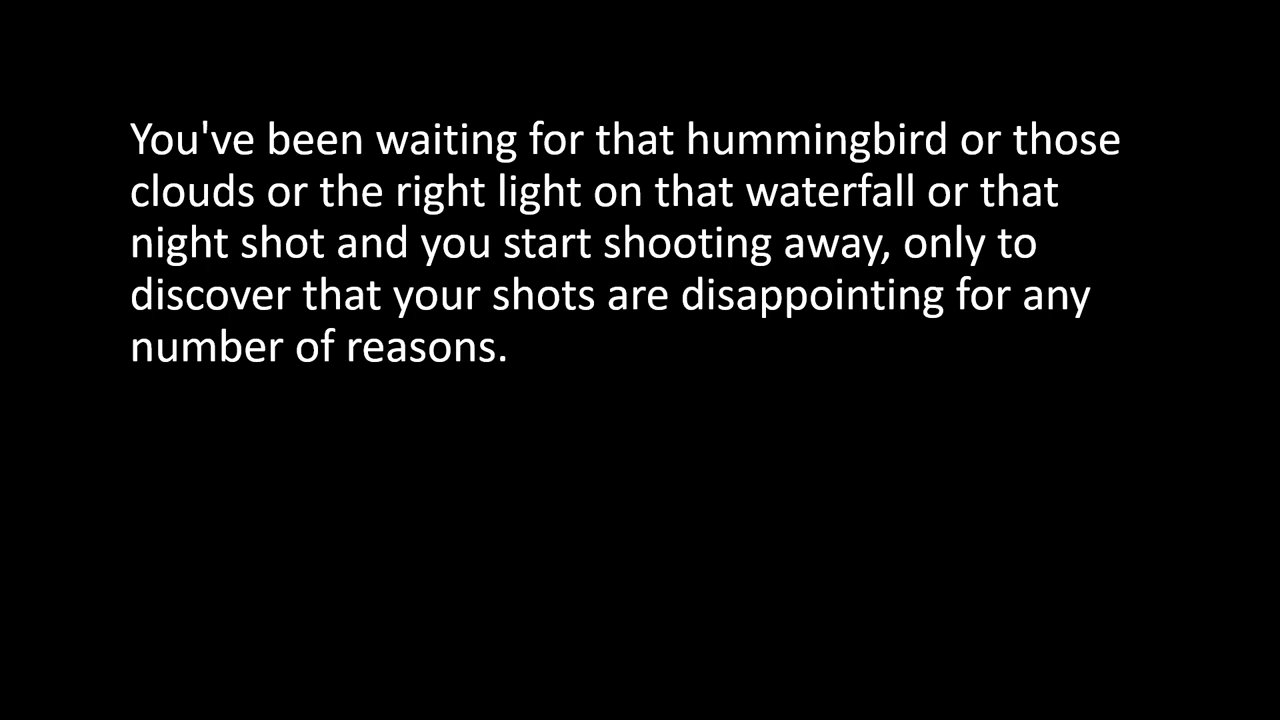 You've been waiting for that hummingbird or those
clouds or the right light on that waterfall or that
night shot and you start shooting away, only to
discover that your shots are disappointing for any
number of reasons.